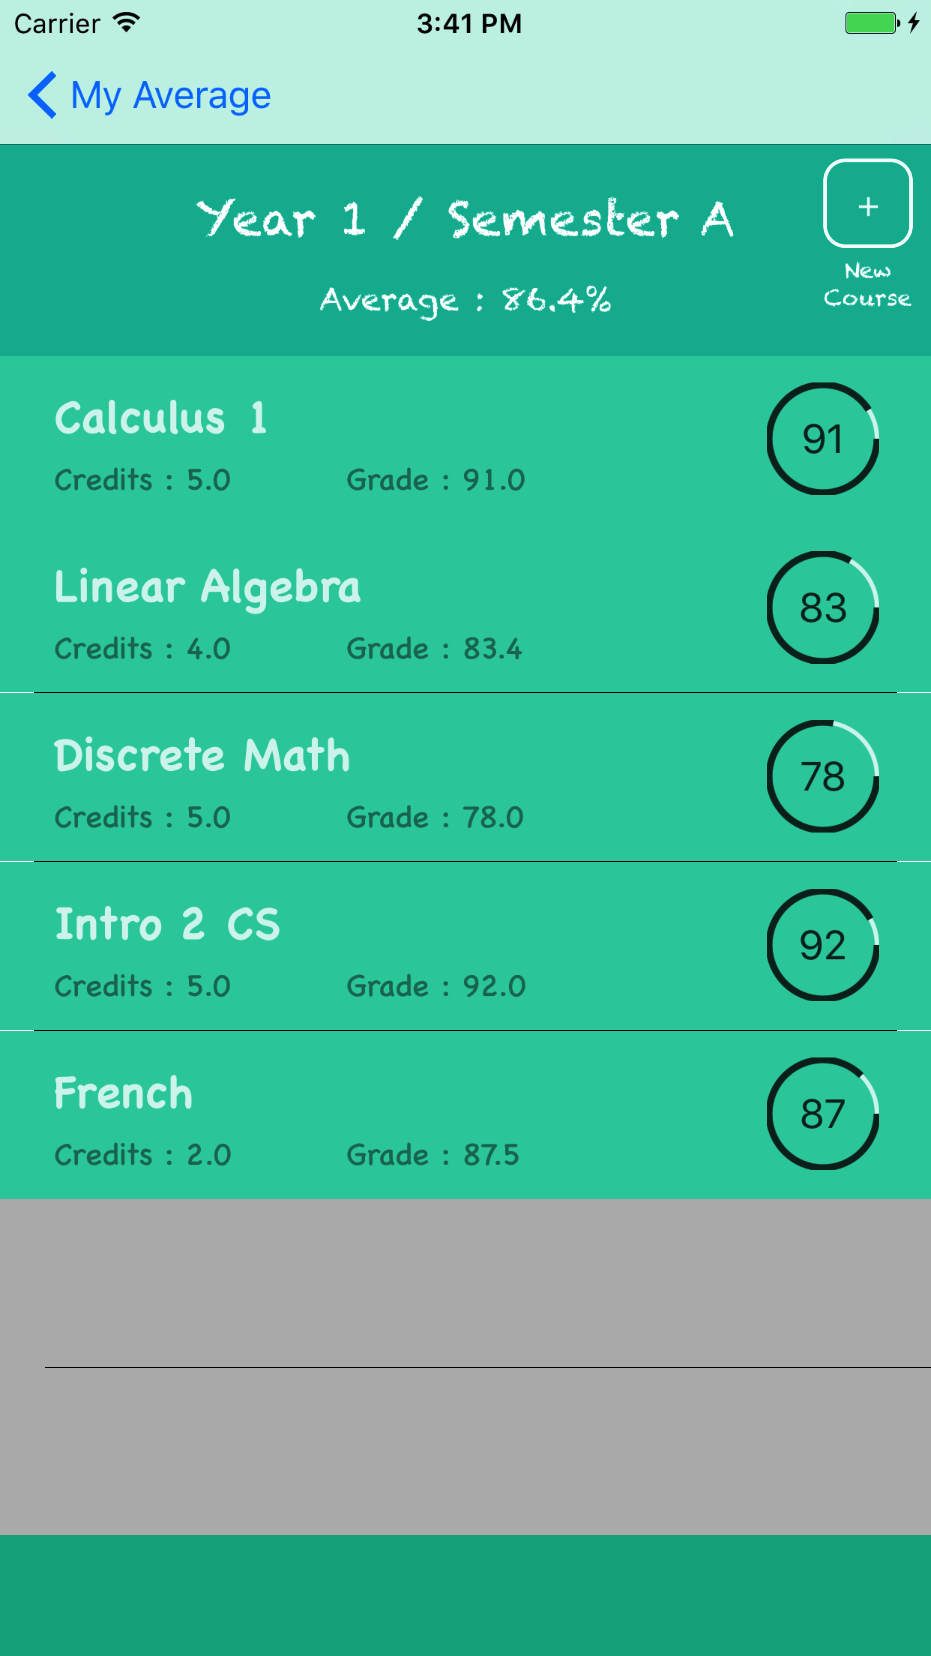 Carrier 3:41 PM
My Average
Year 1 / Semester A
+
New
Course
Average : 86.4%
Calculus 1
Credits : 5.0 Grade : 91.0
91
Linear Algebra
Credits : 4.0 Grade : 83.4
83
Discrete Math
Credits : 5.0 Grade : 78.0
78
Intro 2 CS
Credits : 5.0 Grade : 92.0
92
French
Credits : 2.0 Grade : 87.5
87